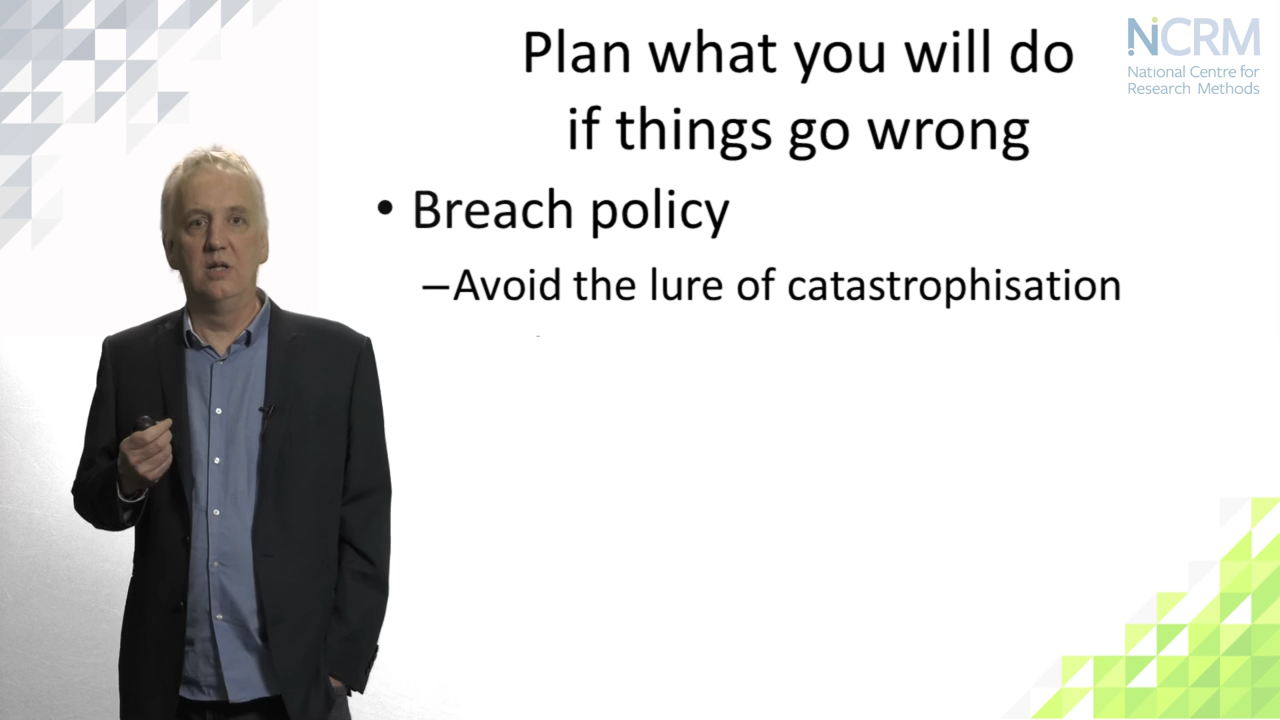 Plan what you will do
if things go wrong
NCRM
National Centre for
Research Methods
• Breach policy
–Avoid the lure of catastrophisation